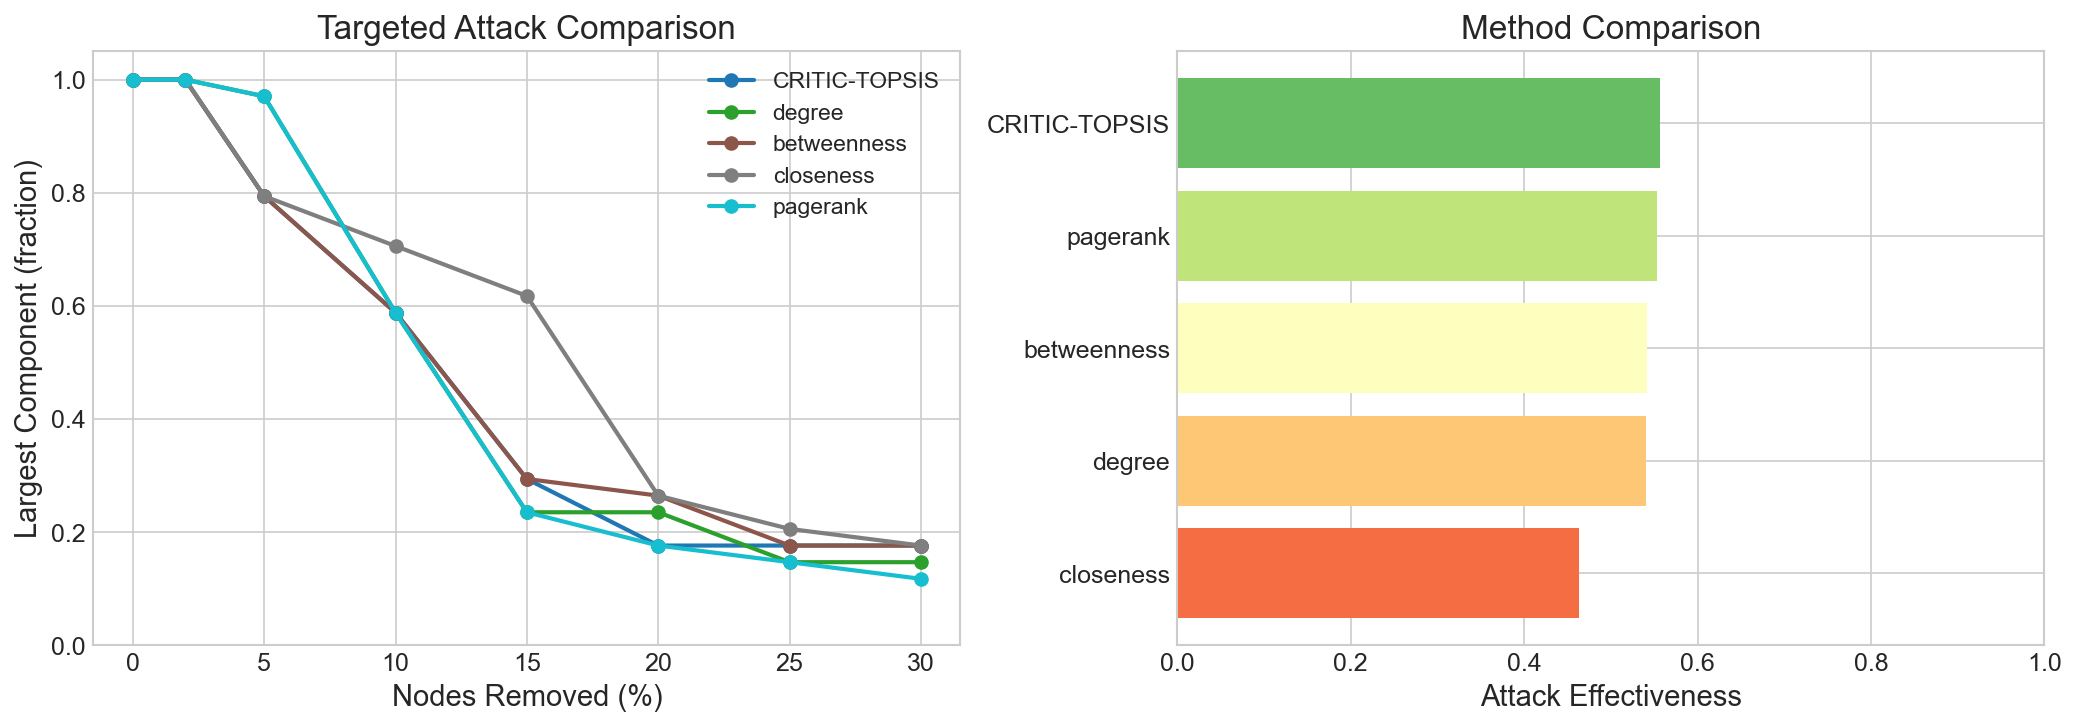 Targeted Attack Comparison
Largest Component (fraction)
1.0
0.8
0.6
0.4
0.2
0.0
CRITIC-TOPSIS
degree
betweenness
closeness
pagerank
0 5 10 15 20 25 30
Nodes Removed (%)
Method Comparison
CRITIC-TOPSIS
pagerank
betweenness
degree
closeness
0.0 0.2 0.4 0.6 0.8 1.0
Attack Effectiveness